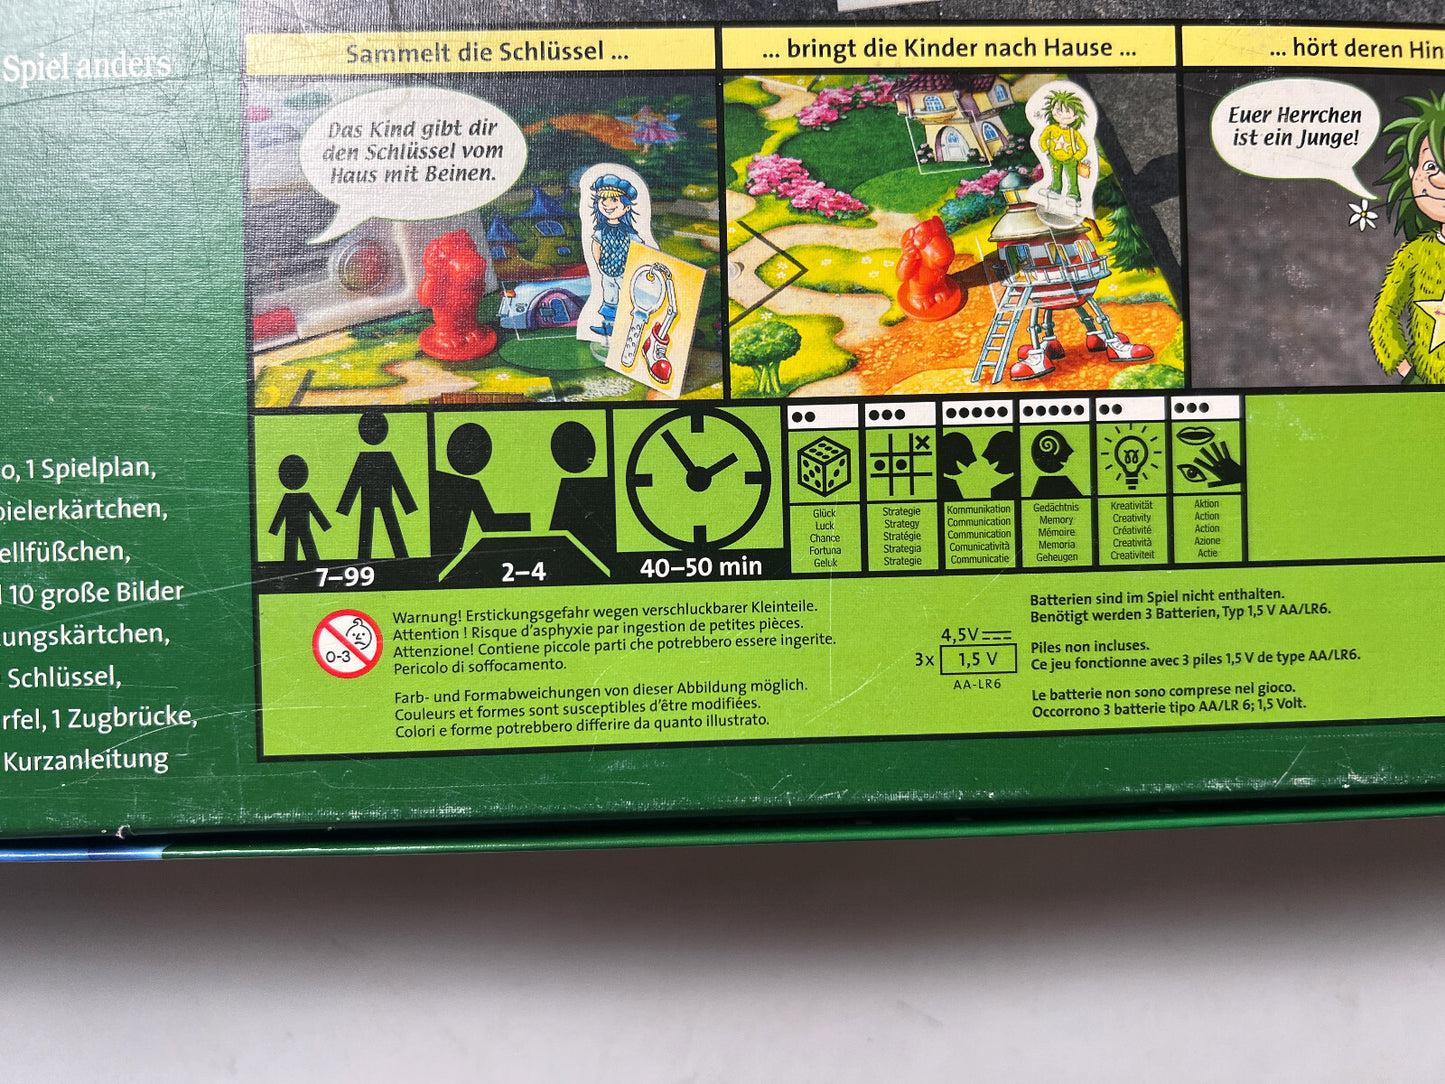 Spiel anders
Sammelt die Schlüssel ...
... bringt die Kinder nach Hause ...
... hört deren
Das Kind gibt dir
den Schlüssel vom
Haus mit Beinen.
Euer Herrchen
ist ein Junge!
1 Spielplan,
10 große Bilder
Schlüssel,
1 Zugbrücke,
Kurzanleitung
7–99
2–4
40–50 min
Glück
Luck
Chance
Fortuna
Geluk
Strategie
Strategy
Stratégie
Strategia
Strategie
Kommunikation
Communication
Communication
Comunicatività
Communicatie
Gedächtnis
Memory
Mémoire
Memoria
Geheugen
Kreativität
Creativity
Créativité
Creatività
Creativiteit
Aktion
Action
Action
Azione
Actie
0-3
Warnung! Erstickungsgefahr wegen verschluckbarer Kleinteile.
Attention ! Risque d'asphyxie par ingestion de petites pièces.
Attenzione! Contiene piccole parti che potrebbero essere ingerite.
Pericolo di soffocamento.
Farb- und Formabweichungen von dieser Abbildung möglich.
Couleurs et formes sont susceptibles d'être modifiées.
Colori e forme potrebbero differire da quanto illustrato.
4,5V
3x 1,5 V
AA-LR6
Batterien sind im Spiel nicht enthalten.
Benötigt werden 3 Batterien, Typ 1,5 V AA/LR6.
Piles non incluses.
Ce jeu fonctionne avec 3 piles 1,5 V de type AA/LR6.
Le batterie non sono comprese nel gioco.
Occorrono 3 batterie tipo AA/LR 6; 1,5 Volt.